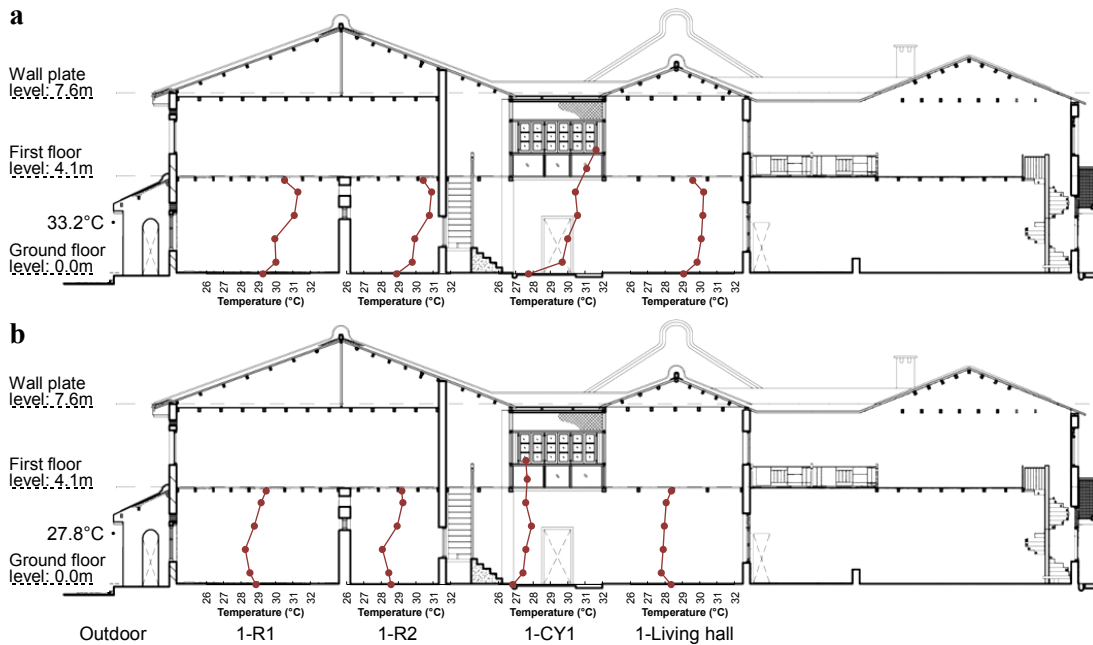 a
Wall plate
level: 7.6m
First floor
level: 4.1m
33.2°C
Ground floor
level: 0.0m
26 27 28 29 30 31 32 26 27 28 29 30 31 32 26 27 28 29 30 31 32 26 27 28 29 30 31 32
Temperature (°C) Temperature (°C) Temperature (°C) Temperature (°C)
b
Wall plate
level: 7.6m
First floor
level: 4.1m
27.8°C
Ground floor
level: 0.0m
26 27 28 29 30 31 32 26 27 28 29 30 31 32 26 27 28 29 30 31 32 26 27 28 29 30 31 32
Temperature (°C) Temperature (°C) Temperature (°C) Temperature (°C)
Outdoor 1-R1 1-R2 1-CY1 1-Living hall